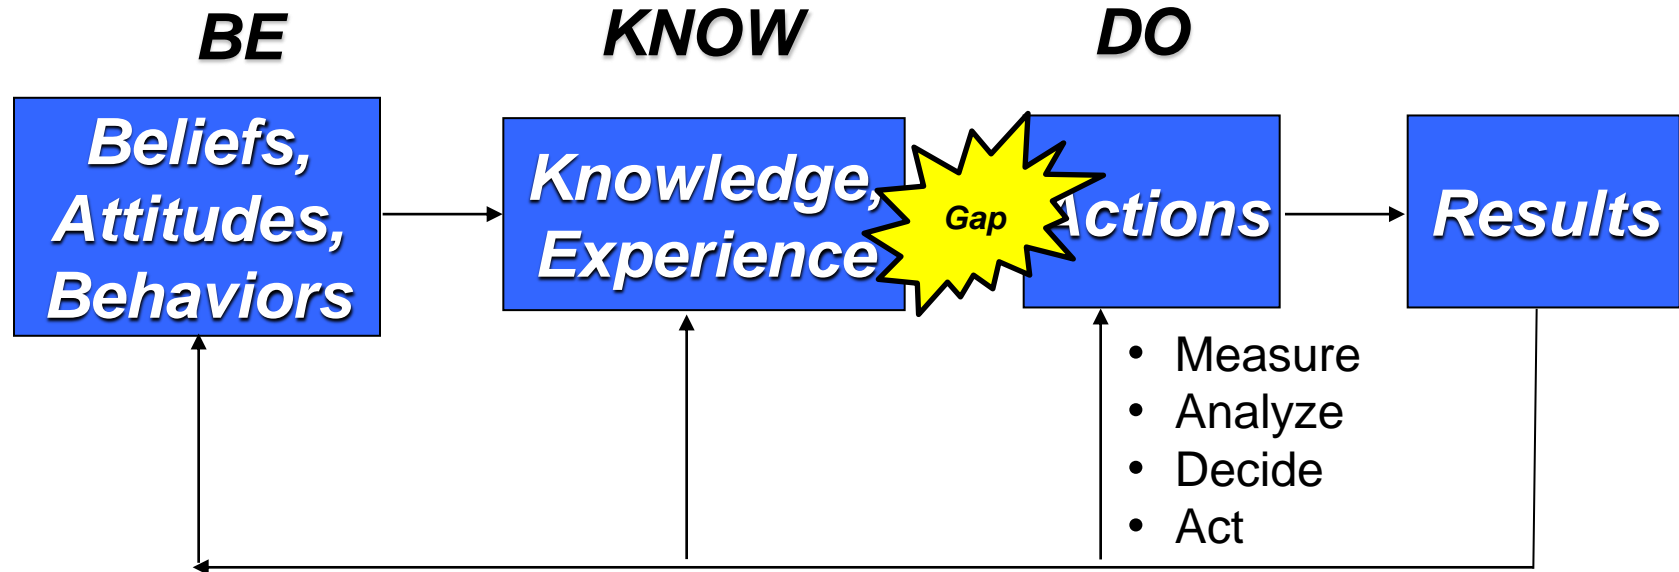 BE
KNOW
DO
Beliefs,
Attitudes,
Behaviors
Knowledge,
Experience
Gap
Actions
Results
• Measure
• Analyze
• Decide
• Act